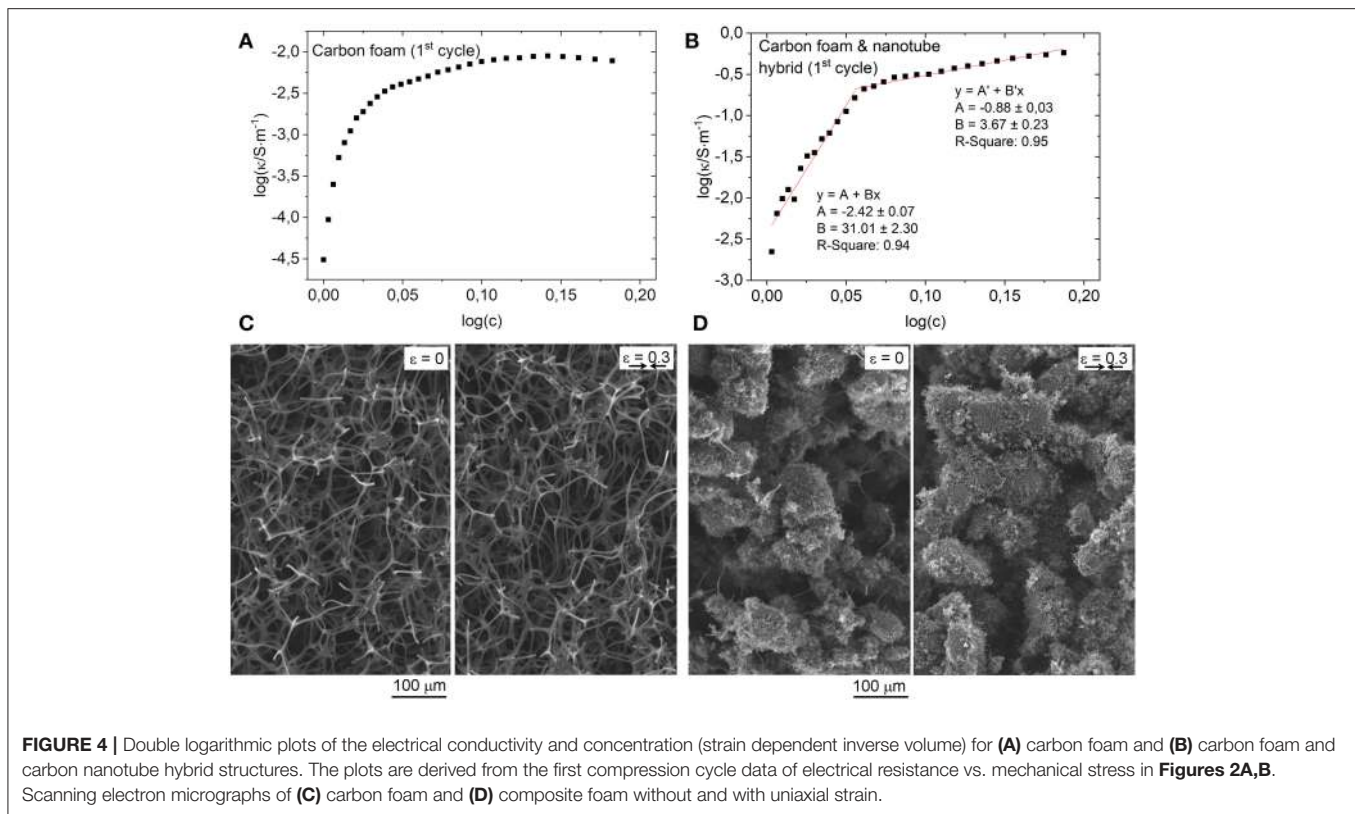 A
Carbon foam (1st cycle)
-2,0
-2,5
-3,0
-3,5
-4,0
-4,5
log(κ/S·m⁻¹)
0,00 0,05 0,10 0,15 0,20
log(c)
B
Carbon foam & nanotube
hybrid (1st cycle)
0,0
-0,5
-1,0
-1,5
-2,0
-2,5
-3,0
log(κ/S·m⁻¹)
y = A' + B'x
A = -0.88 ± 0,03
B = 3.67 ± 0.23
R-Square: 0.95
y = A + Bx
A = -2.42 ± 0.07
B = 31.01 ± 2.30
R-Square: 0.94
0,00 0,05 0,10 0,15 0,20
log(c)
C
ε = 0
ε = 0.3
100 μm
D
ε = 0
ε = 0.3
100 μm
FIGURE 4 | Double logarithmic plots of the electrical conductivity and concentration (strain dependent inverse volume) for (A) carbon foam and (B) carbon foam and
carbon nanotube hybrid structures. The plots are derived from the first compression cycle data of electrical resistance vs. mechanical stress in Figures 2A,B.
Scanning electron micrographs of (C) carbon foam and (D) composite foam without and with uniaxial strain.